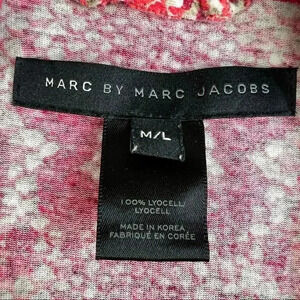 MARC BY MARC JACOBS
M/L
100% LYOCELL/
LYOCELL
MADE IN KOREA
FABRIQUÉ EN CORÉE